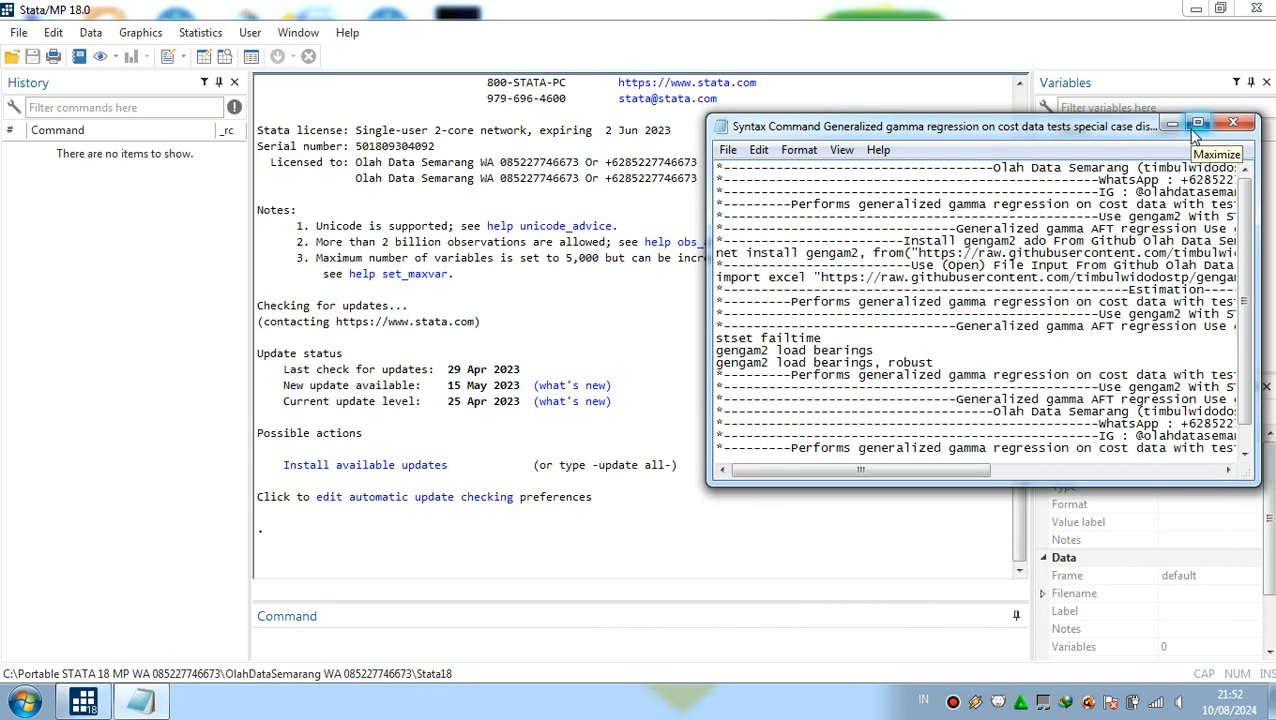 Stata/MP 18.0
File Edit Data Graphics Statistics User Window Help
History
Filter commands here
# Command _rc
There are no items to show.
800-STATA-PC https://www.stata.com
979-696-4600 stata@stata.com
Stata license: Single-user 2-core network, expiring 2 Jun 2023
Serial number: 501809304092
Licensed to: Olah Data Semarang WA 085227746673 Or +6285227746673
Olah Data Semarang WA 085227746673 Or +6285227746673
Notes:
1. Unicode is supported; see help unicode_advice.
2. More than 2 billion observations are allowed; see help obs_a
3. Maximum number of variables is set to 5,000 but can be incre
see help set_maxvar.
Checking for updates...
(contacting https://www.stata.com)
Update status
Last check for updates: 29 Apr 2023
New update available: 15 May 2023 (what's new)
Current update level: 25 Apr 2023 (what's new)
Possible actions
Install available updates (or type -update all-)
Click to edit automatic update checking preferences
.
Command
Variables
Filter variables here
Syntax Command Generalized gamma regression on cost data tests special case dis...
Maximize
File Edit Format View Help
*------------------------------------Olah Data Semarang (timbulwidodos
*--------------------------------------------------WhatsApp : +628522
*--------------------------------------------------IG : @olahdatasema
*---------Performs generalized gamma regression on cost data with test
*--------------------------------------------------Use gengam2 With S
*-------------------------------Generalized gamma AFT regression Use g
*------------------------Install gengam2 ado From Github Olah Data Se
net install gengam2, from("https://raw.githubusercontent.com/timbulwido
*-------------------------Use (Open) File Input From Github Olah Data
import excel "https://raw.githubusercontent.com/timbulwidodostp/gengam
*------------------------------------------------------Estimation----
*---------Performs generalized gamma regression on cost data with test
*--------------------------------------------------Use gengam2 With S
*-------------------------------Generalized gamma AFT regression Use g
stset failtime
gengam2 load bearings
gengam2 load bearings, robust
*---------Performs generalized gamma regression on cost data with test
*--------------------------------------------------Use gengam2 With S
*-------------------------------Generalized gamma AFT regression Use g
*------------------------------------Olah Data Semarang (timbulwidodos
*--------------------------------------------------WhatsApp : +628522
*--------------------------------------------------IG : @olahdatasema
*---------Performs generalized gamma regression on cost data with test
Format
Value label
Notes
Data
Frame default
Filename
Label
Notes
Variables 0
C:\Portable STATA 18 MP WA 085227746673\OlahDataSemarang WA 085227746673\Stata18
CAP NUM INS
18
IN
21:52
10/08/2024